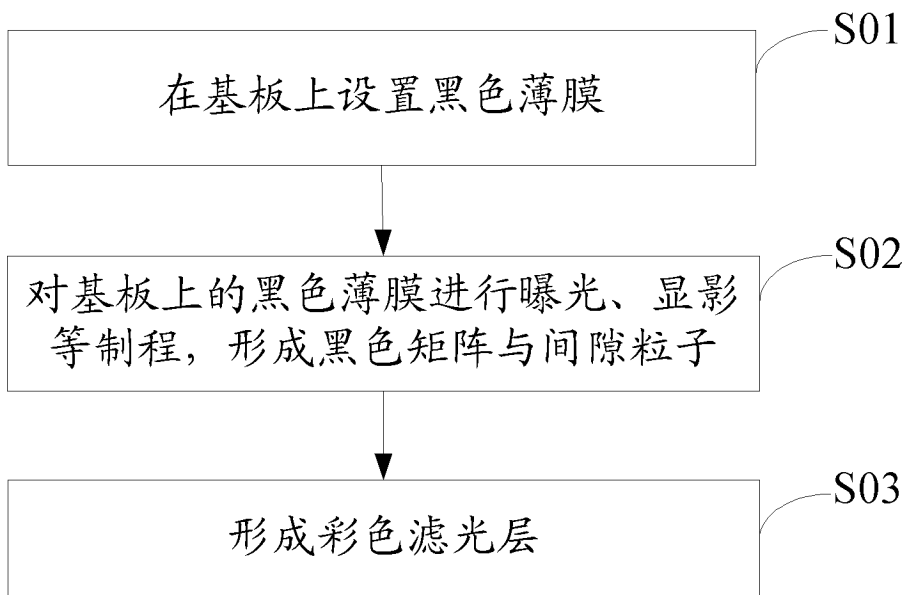 S01
在基板上设置黑色薄膜
S02
对基板上的黑色薄膜进行曝光、显影
等制程，形成黑色矩阵与间隙粒子
S03
形成彩色滤光层